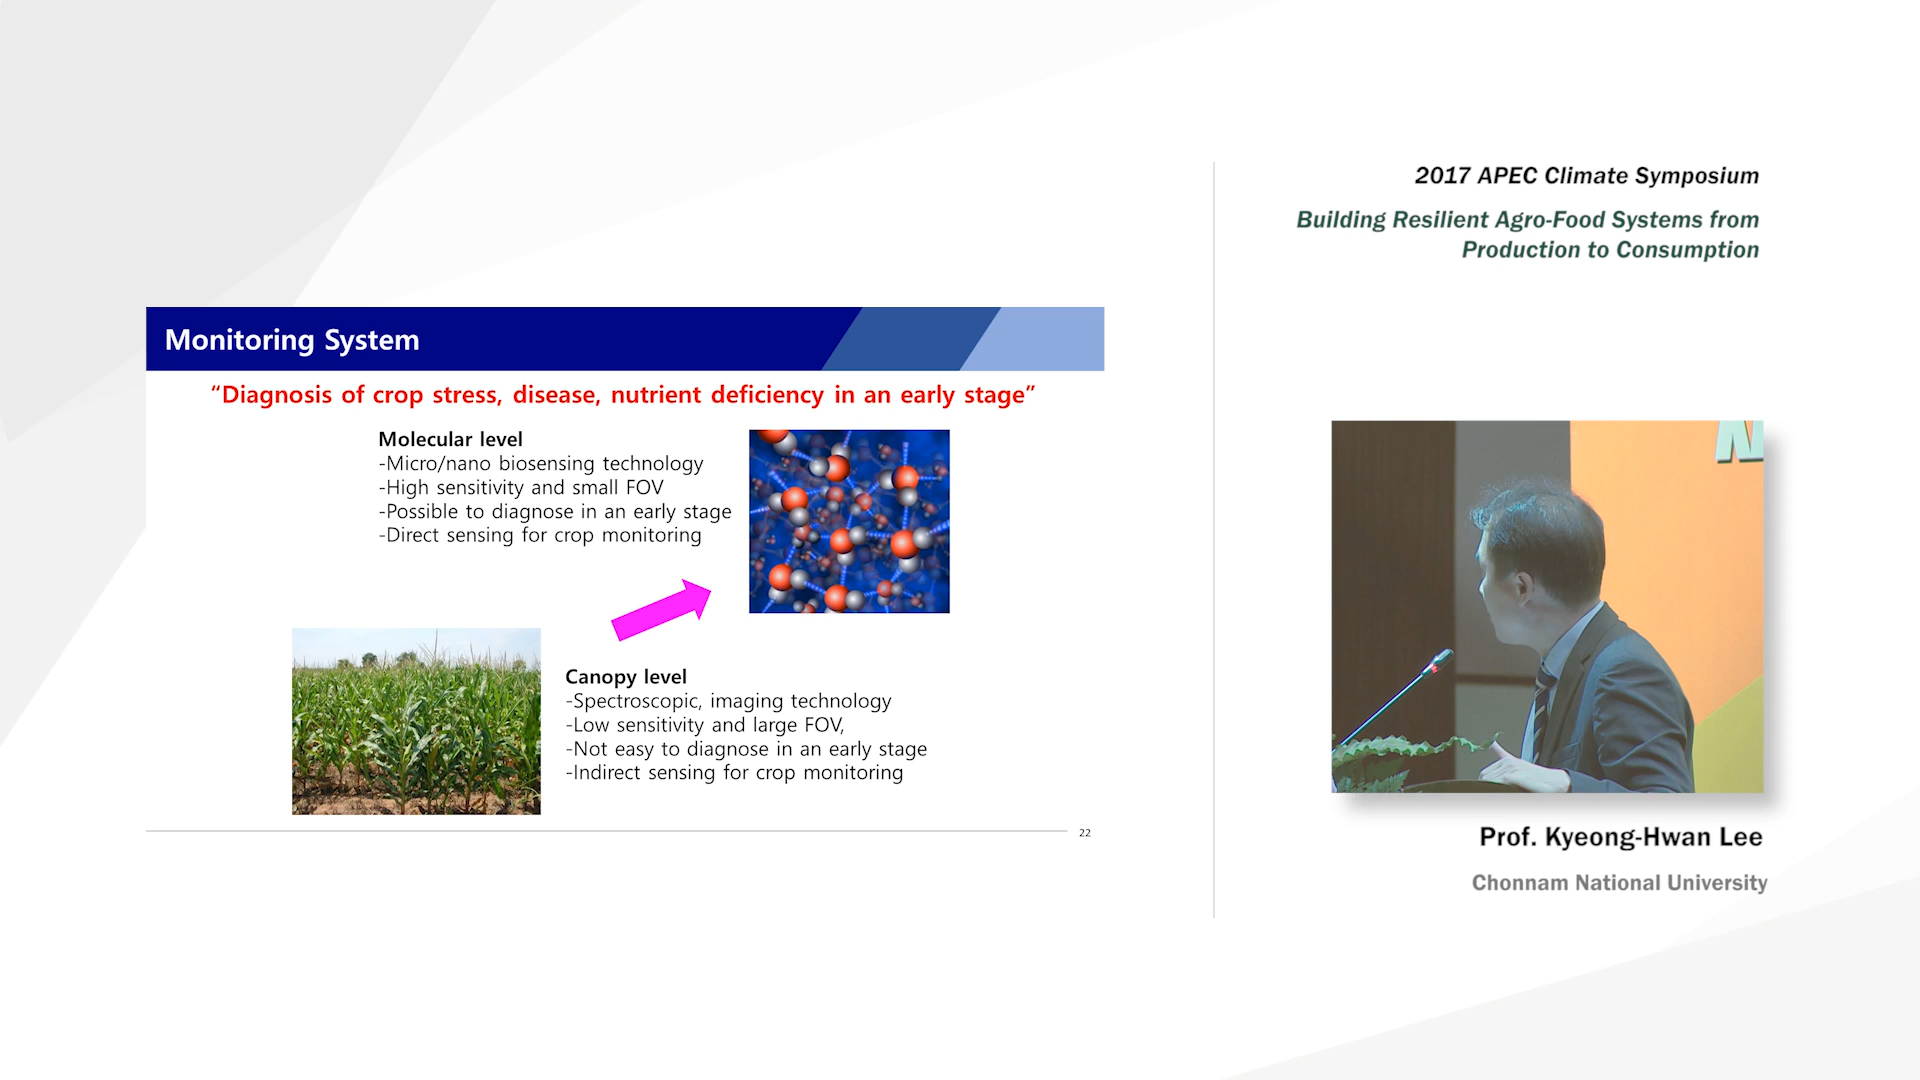 2017 APEC Climate Symposium
Building Resilient Agro-Food Systems from
Production to Consumption
Monitoring System
“Diagnosis of crop stress, disease, nutrient deficiency in an early stage”
Molecular level
-Micro/nano biosensing technology
-High sensitivity and small FOV
-Possible to diagnose in an early stage
-Direct sensing for crop monitoring
Canopy level
-Spectroscopic, imaging technology
-Low sensitivity and large FOV,
-Not easy to diagnose in an early stage
-Indirect sensing for crop monitoring
22
Prof. Kyeong-Hwan Lee
Chonnam National University